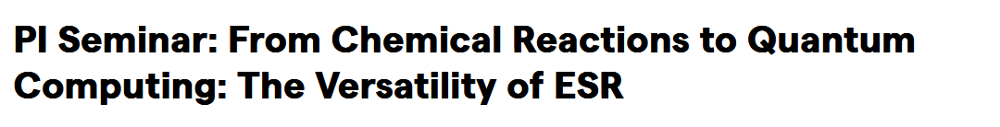 PI Seminar: From Chemical Reactions to Quantum
Computing: The Versatility of ESR